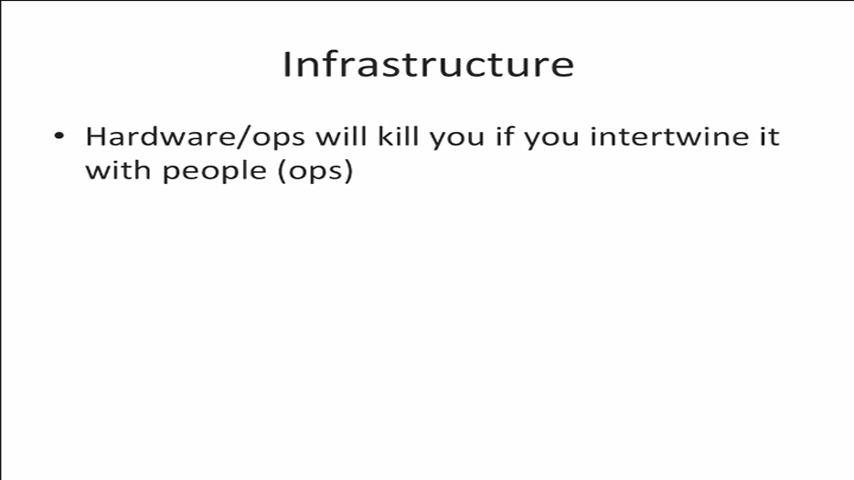 Infrastructure
• Hardware/ops will kill you if you intertwine it
with people (ops)